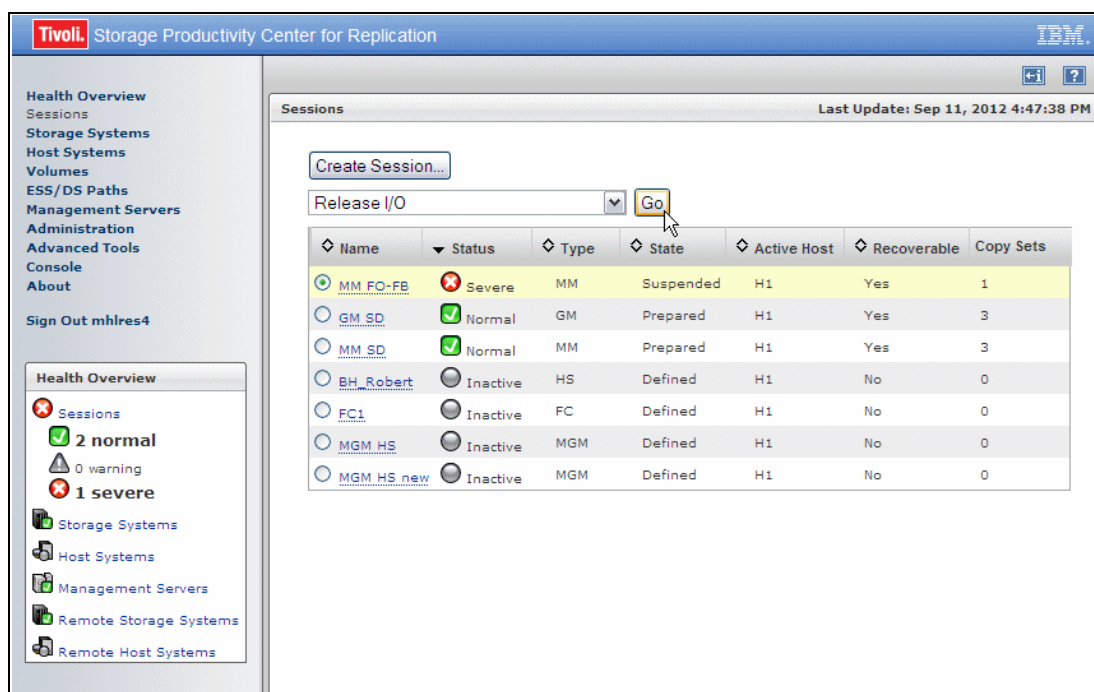 Tivoli. Storage Productivity Center for Replication IBM.
Health Overview
Sessions
Storage Systems
Host Systems
Volumes
ESS/DS Paths
Management Servers
Administration
Advanced Tools
Console
About
Sign Out mhlres4
Health Overview
Sessions
2 normal
0 warning
1 severe
Storage Systems
Host Systems
Management Servers
Remote Storage Systems
Remote Host Systems
?
Sessions Last Update: Sep 11, 2012 4:47:38 PM
Create Session...
Release I/O Go
Name Status Type State Active Host Recoverable Copy Sets
MM FO-FB Severe MM Suspended H1 Yes 1
GM SD Normal GM Prepared H1 Yes 3
MM SD Normal MM Prepared H1 Yes 3
BH_Robert Inactive HS Defined H1 No 0
FC1 Inactive FC Defined H1 No 0
MGM HS Inactive MGM Defined H1 No 0
MGM HS new Inactive MGM Defined H1 No 0